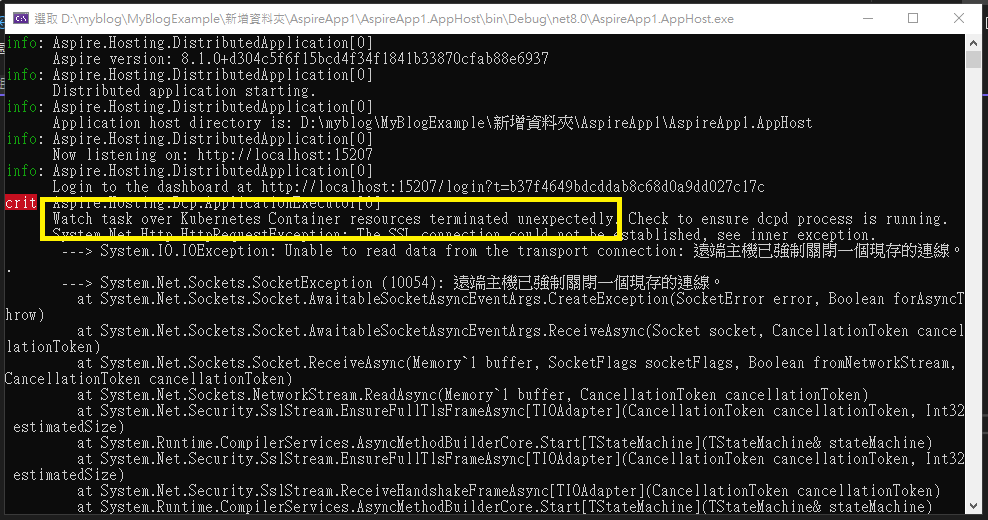 選取 D:\myblog\MyBlogExample\新增資料夾\AspireApp1\AspireApp1.AppHost\bin\Debug\net8.0\AspireApp1.AppHost.exe
info: Aspire.Hosting.DistributedApplication[0]
Aspire version: 8.1.0+d304c5f6f15bcd4f34f1841b33870cfab88e6937
info: Aspire.Hosting.DistributedApplication[0]
Distributed application starting.
info: Aspire.Hosting.DistributedApplication[0]
Application host directory is: D:\myblog\MyBlogExample\新增資料夾\AspireApp1\AspireApp1.AppHost
info: Aspire.Hosting.DistributedApplication[0]
Now listening on: http://localhost:15207
info: Aspire.Hosting.DistributedApplication[0]
Login to the dashboard at http://localhost:15207/login?t=b37f4649bdcddab8c68d0a9dd027c17c
crit: Aspire.Hosting.Dcp.ApplicationExecutor[0]
Watch task over Kubernetes Container resources terminated unexpectedly. Check to ensure dcpd process is running.
System.Net.Http.HttpRequestException: The SSL connection could not be established, see inner exception.
---> System.IO.IOException: Unable to read data from the transport connection: 遠端主機已強制關閉一個現存的連線。
.
---> System.Net.Sockets.SocketException (10054): 遠端主機已強制關閉一個現存的連線。
at System.Net.Sockets.Socket.AwaitableSocketAsyncEventArgs.CreateException(SocketError error, Boolean forAsyncT
hrow)
at System.Net.Sockets.Socket.AwaitableSocketAsyncEventArgs.ReceiveAsync(Socket socket, CancellationToken cancel
lationToken)
at System.Net.Sockets.Socket.ReceiveAsync(Memory`1 buffer, SocketFlags socketFlags, Boolean fromNetworkStream,
CancellationToken cancellationToken)
at System.Net.Sockets.NetworkStream.ReadAsync(Memory`1 buffer, CancellationToken cancellationToken)
at System.Net.Security.SslStream.EnsureFullTlsFrameAsync[TIOAdapter](CancellationToken cancellationToken, Int32
estimatedSize)
at System.Runtime.CompilerServices.AsyncMethodBuilderCore.Start[TStateMachine](TStateMachine& stateMachine)
at System.Net.Security.SslStream.EnsureFullTlsFrameAsync[TIOAdapter](CancellationToken cancellationToken, Int32
estimatedSize)
at System.Net.Security.SslStream.ReceiveHandshakeFrameAsync[TIOAdapter](CancellationToken cancellationToken)
at System.Runtime.CompilerServices.AsyncMethodBuilderCore.Start[TStateMachine](TStateMachine& stateMachine)